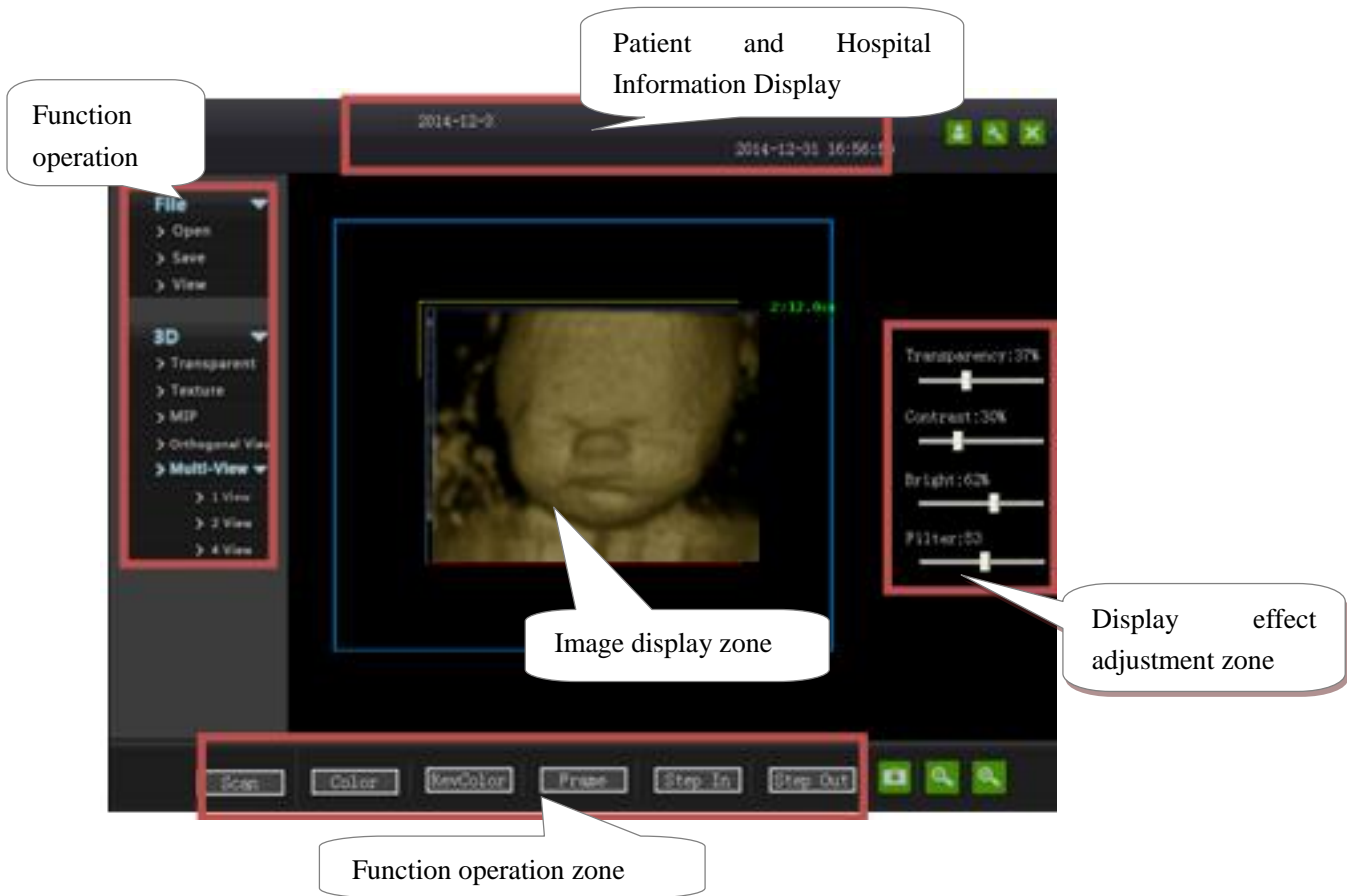 Patient and Hospital
Information Display
Function
operation
2014-12-3
2014-12-31 16:56:5
File
> Open
> Save
> View
3D
> Transparent
> Texture
> MIP
> Orthogonal View
> Multi-View
> 1 View
> 2 View
> 4 View
Transparency:37%
Contrast:30%
Bright:62%
Filter:53
Image display zone
Display effect
adjustment zone
Scan Color RevColor Frame Step In Step Out
Function operation zone